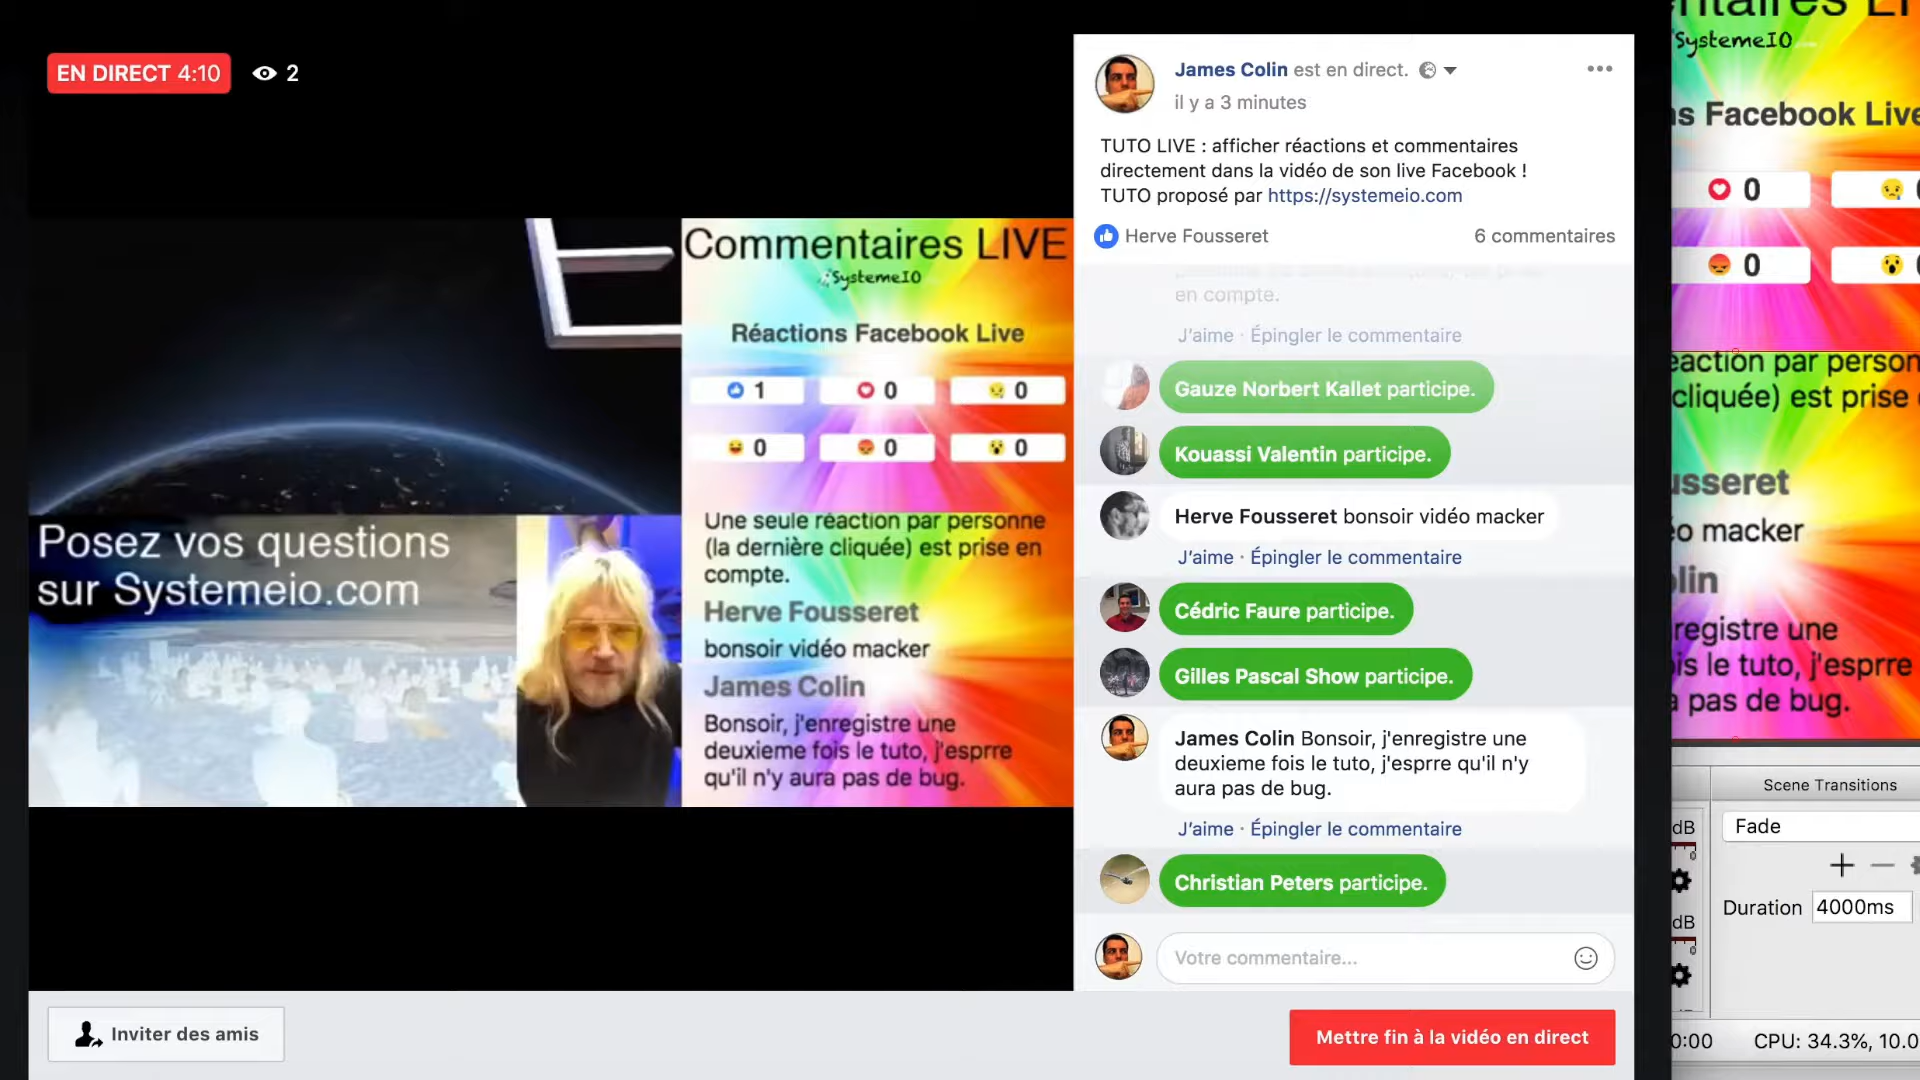 EN DIRECT 4:10
2
Commentaires LIVE
SystemeIO
Réactions Facebook Live
1
0
0
0
0
0
Une seule réaction par personne
(la dernière cliquée) est prise en
compte.
Herve Fousseret
bonsoir vidéo macker
James Colin
Bonsoir, j'enregistre une
deuxieme fois le tuto, j'esprre
qu'il n'y aura pas de bug.
Posez vos questions
sur Systemeio.com
James Colin est en direct.
il y a 3 minutes
TUTO LIVE : afficher réactions et commentaires
directement dans la vidéo de son live Facebook !
TUTO proposé par https://systemeio.com
Herve Fousseret
6 commentaires
en compte.
J'aime · Épingler le commentaire
Gauze Norbert Kallet participe.
Kouassi Valentin participe.
Herve Fousseret bonsoir vidéo macker
J'aime · Épingler le commentaire
Cédric Faure participe.
Gilles Pascal Show participe.
James Colin Bonsoir, j'enregistre une
deuxieme fois le tuto, j'esprre qu'il n'y
aura pas de bug.
J'aime · Épingler le commentaire
Christian Peters participe.
Votre commentaire...
Inviter des amis
Mettre fin à la vidéo en direct
SystemeIO
Facebook Live
0
0
par person
cliquée) est prise
macker
registre une
le tuto, j'esprre
pas de bug.
Scene Transitions
dB
0
Fade
Duration 4000ms
dB
0
0:00
CPU: 34.3%, 10.0